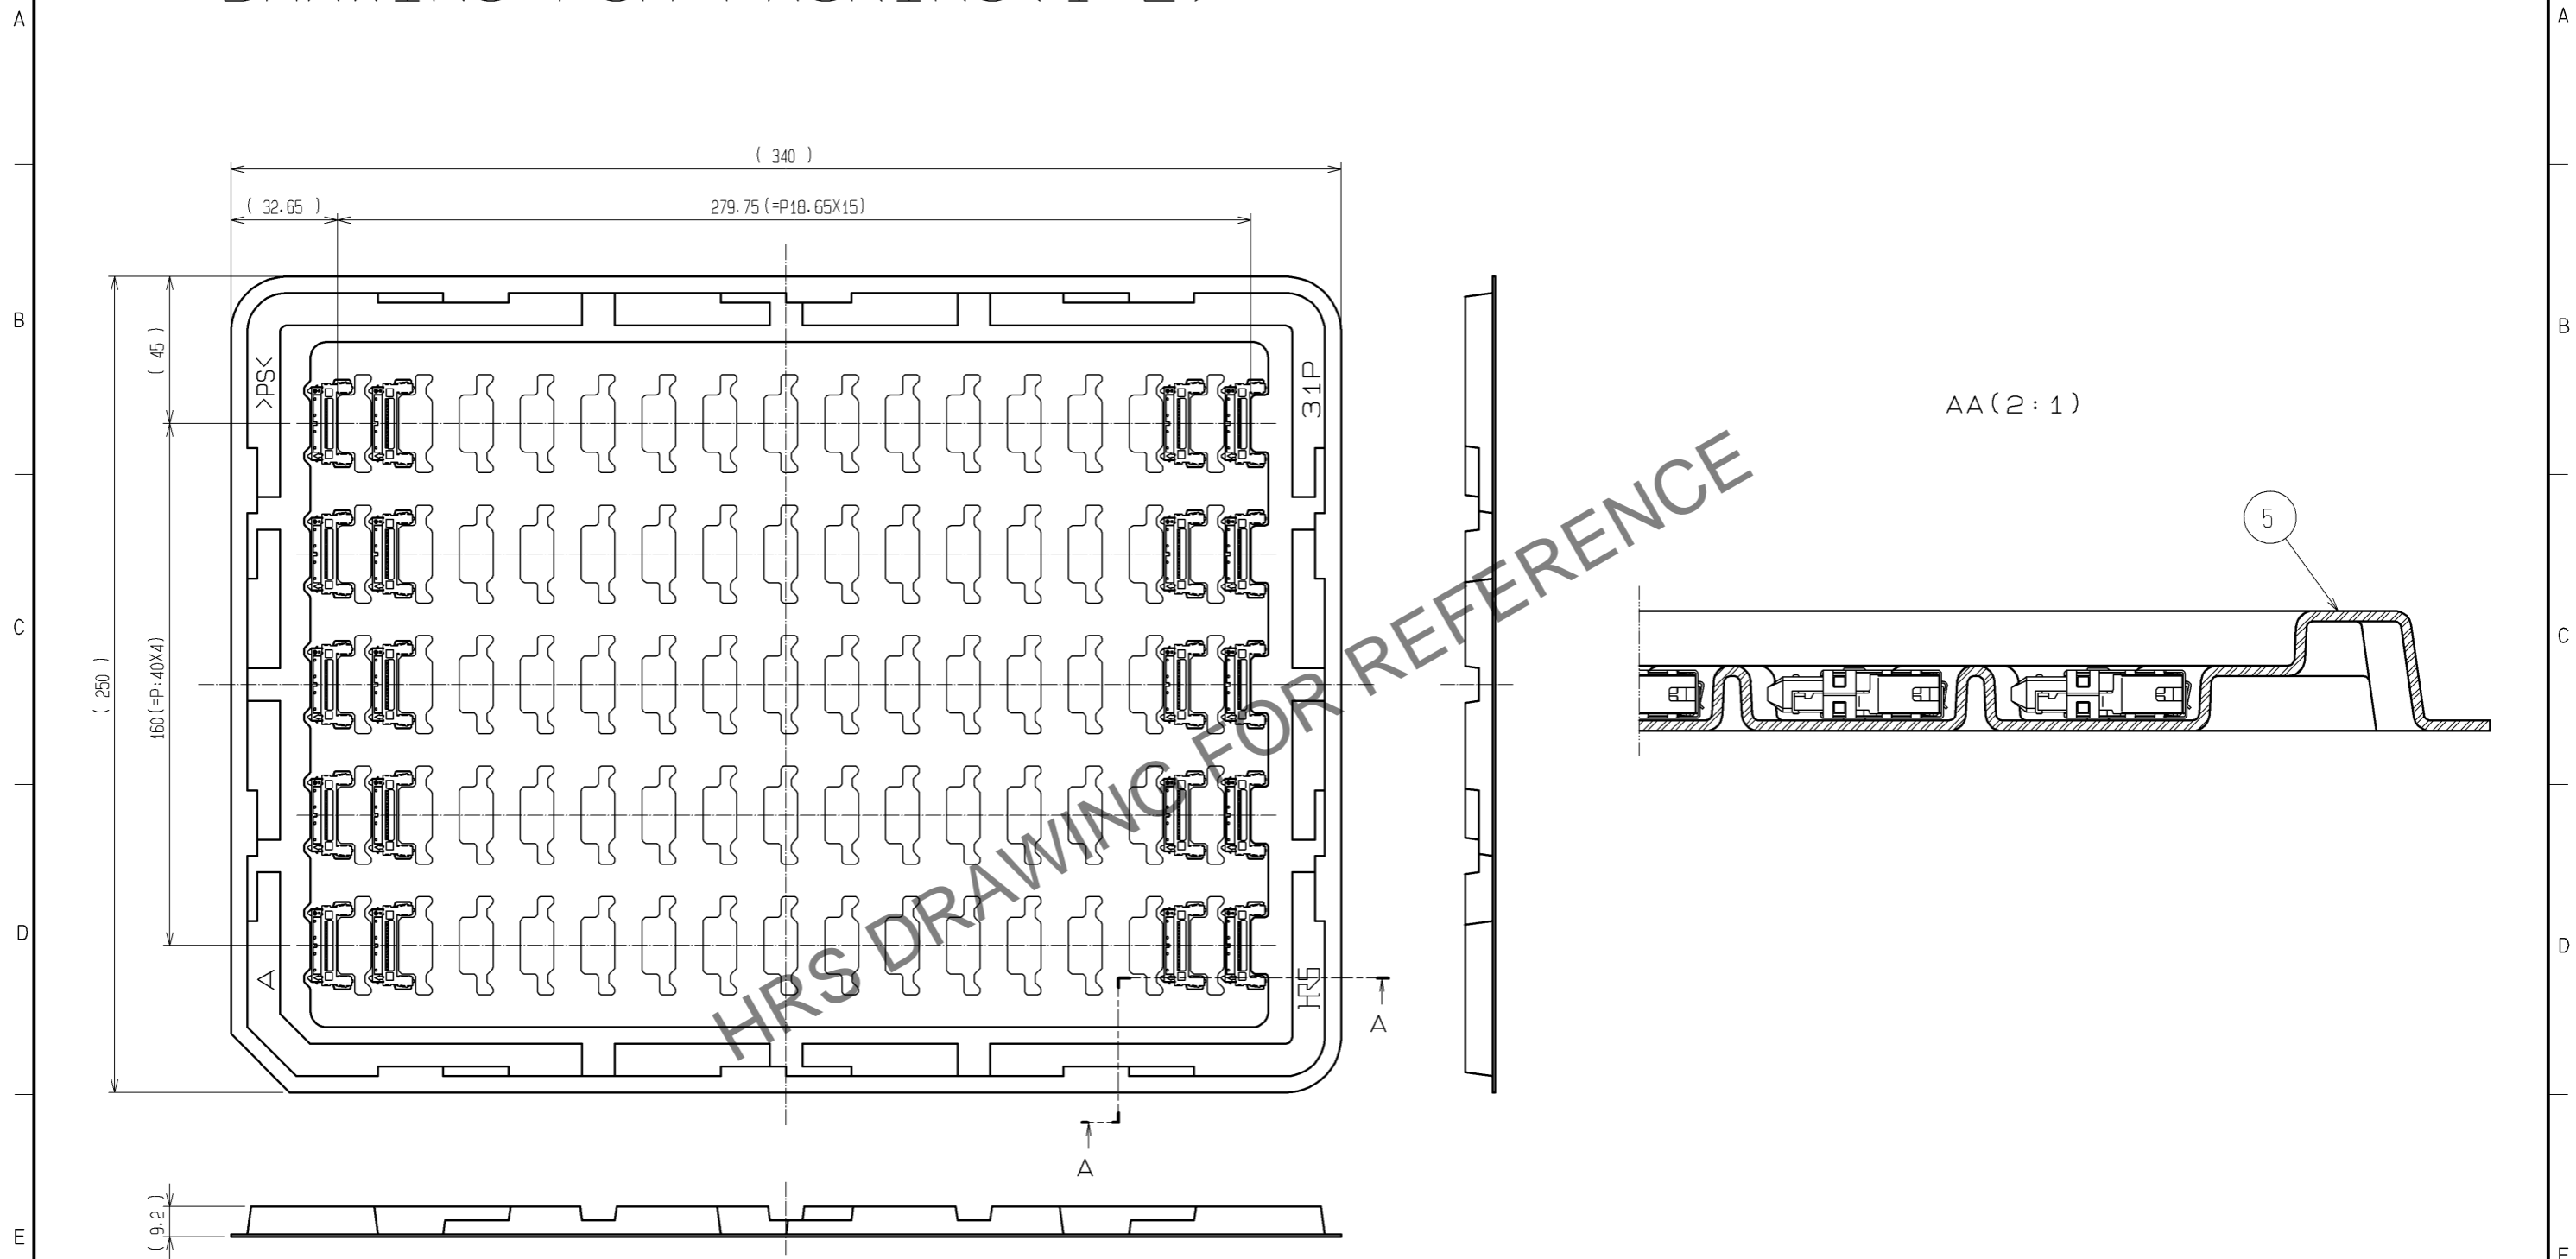 A
A
( 340 )
( 32.65 )
279.75(=P18.65X15)
B
B
( 45 )
>PS<
31P
AA(2:1)
5
C
C
( 250 )
160(=P:40X4)
HRS DRAWING FOR REFERENCE
D
D
A
HRS
A
A
( 9.2 )
E